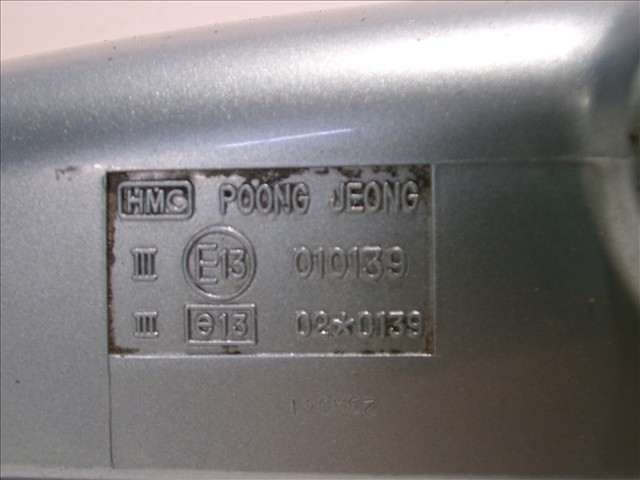 HMC POONG JEONG
III E13 010139
III e13 02*0139